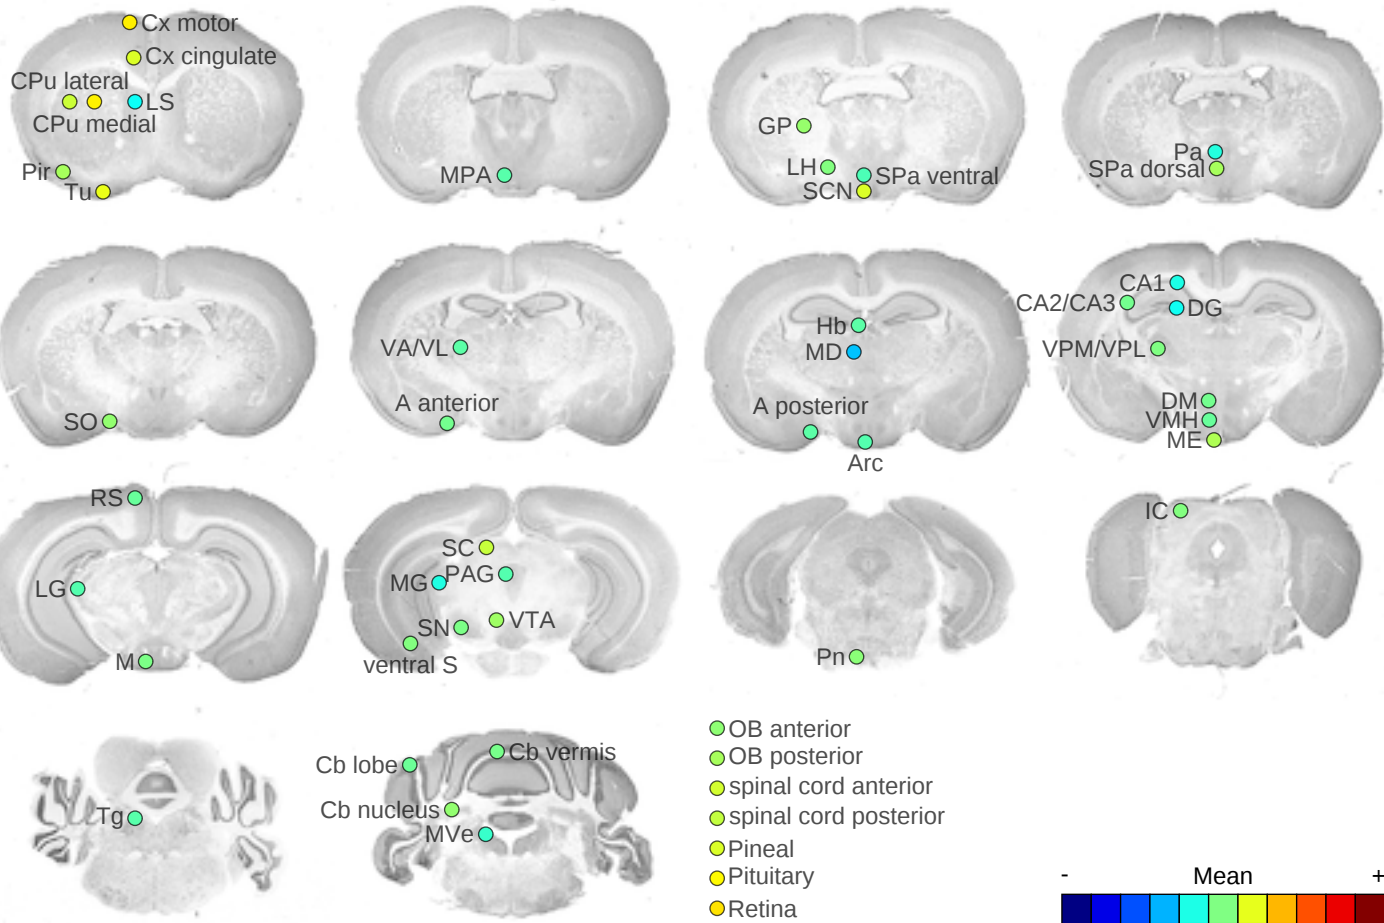 Cx motor
Cx cingulate
CPu lateral
LS
CPu medial
Pir
Tu
MPA
GP
LH
SPa ventral
SCN
Pa
SPa dorsal
SO
VA/VL
A anterior
Hb
MD
A posterior
Arc
CA1
CA2/CA3
DG
VPM/VPL
DM
VMH
ME
RS
LG
M
SC
MG
PAG
SN
VTA
ventral S
Pn
IC
Tg
Cb lobe
Cb vermis
Cb nucleus
MVe
OB anterior
OB posterior
spinal cord anterior
spinal cord posterior
Pineal
Pituitary
Retina
- Mean +